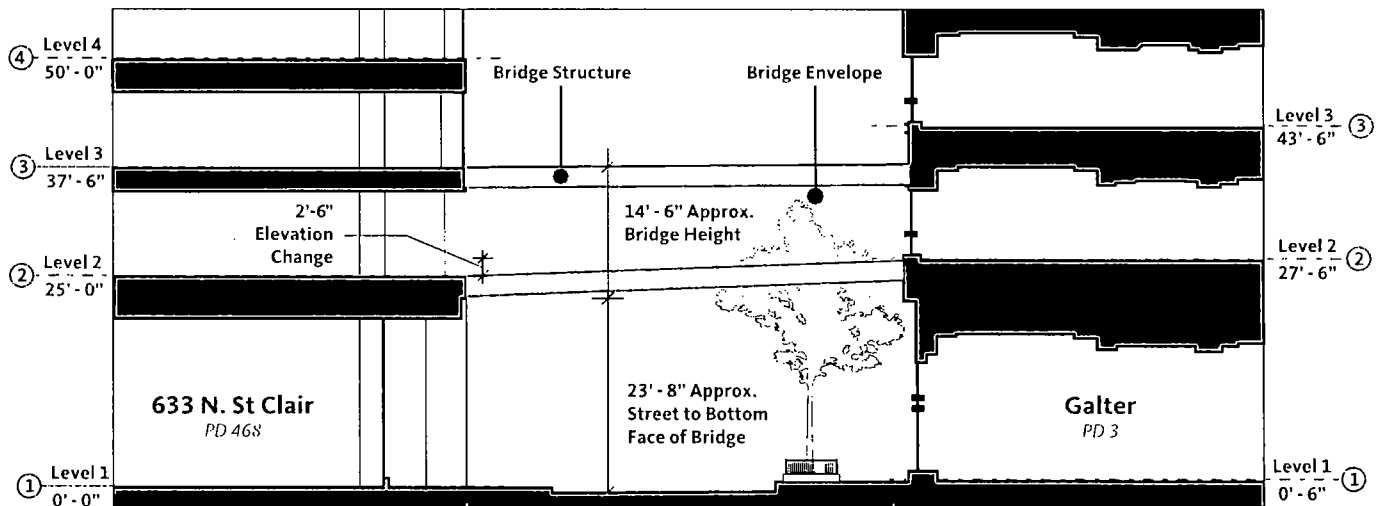 Level 4
④
50' - 0"
Bridge Structure
Bridge Envelope
Level 3
③
43' - 6"
Level 3
③
37' - 6"
2'-6"
Elevation
Change
14' - 6" Approx.
Bridge Height
Level 2
②
27' - 6"
Level 2
②
25' - 0"
633 N. St Clair
PD 468
23' - 8" Approx.
Street to Bottom
Face of Bridge
Galter
PD 3
Level 1
①
0' - 0"
Level 1
①
0' - 6"